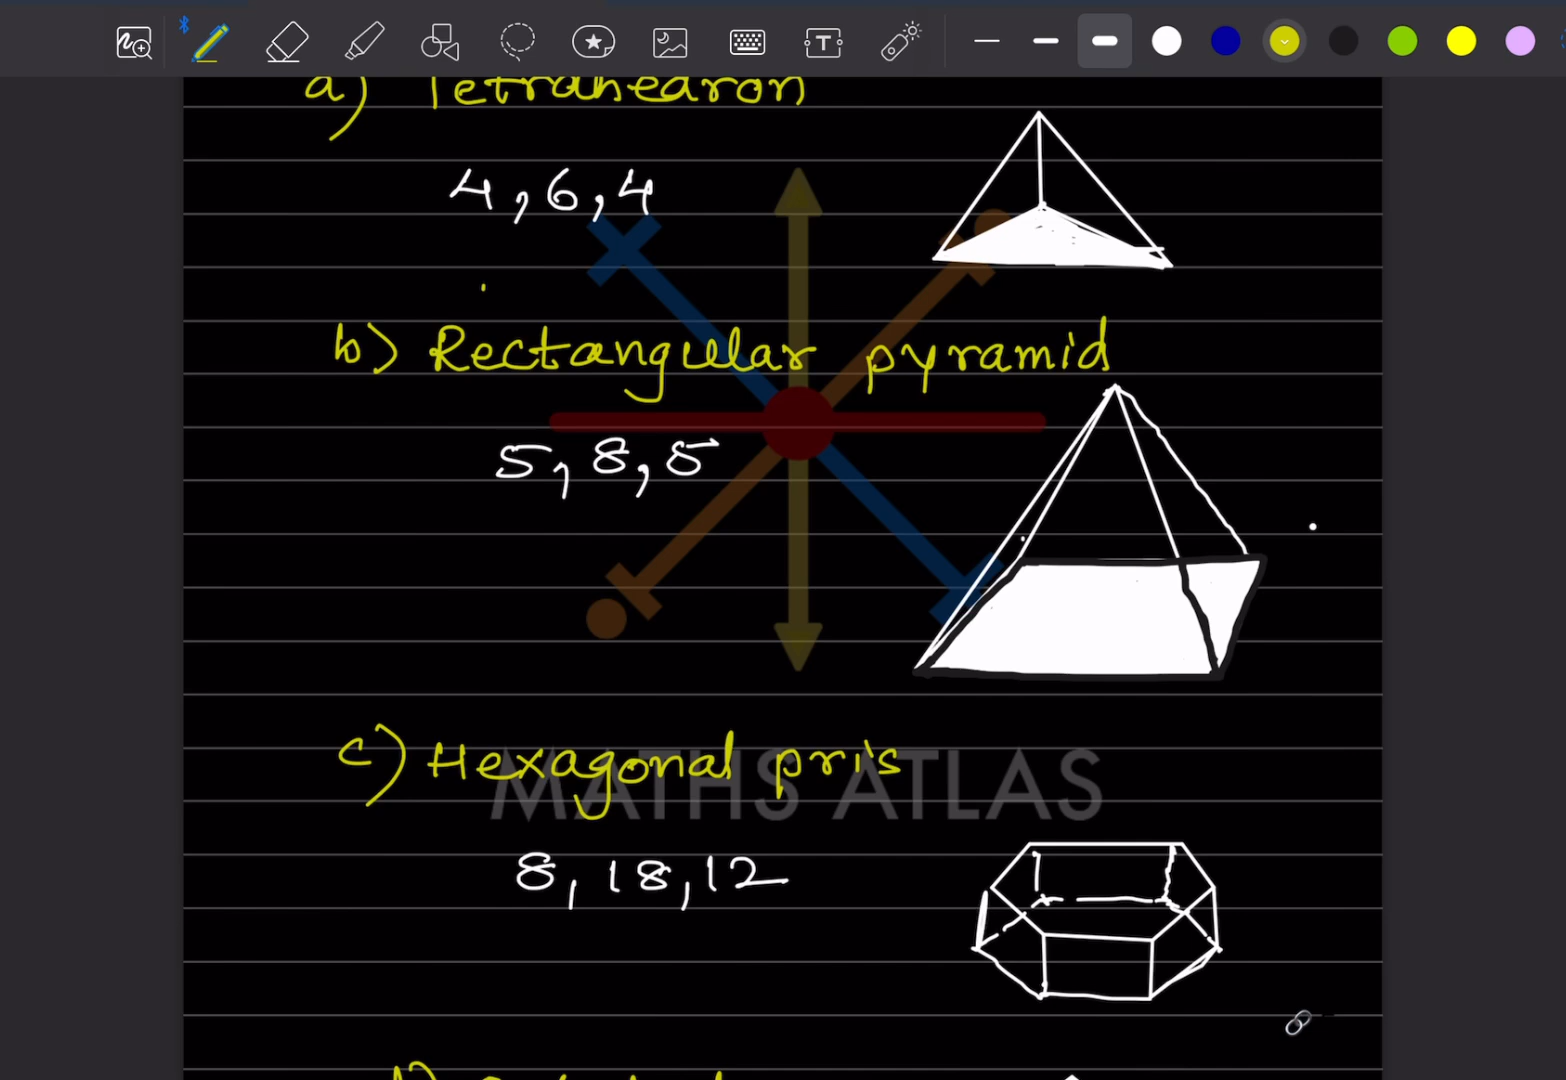 a) Tetrahedron
4, 6, 4
b) Rectangular pyramid
5, 8, 5
c) Hexagonal pris
MATHS ATLAS
8, 18, 12